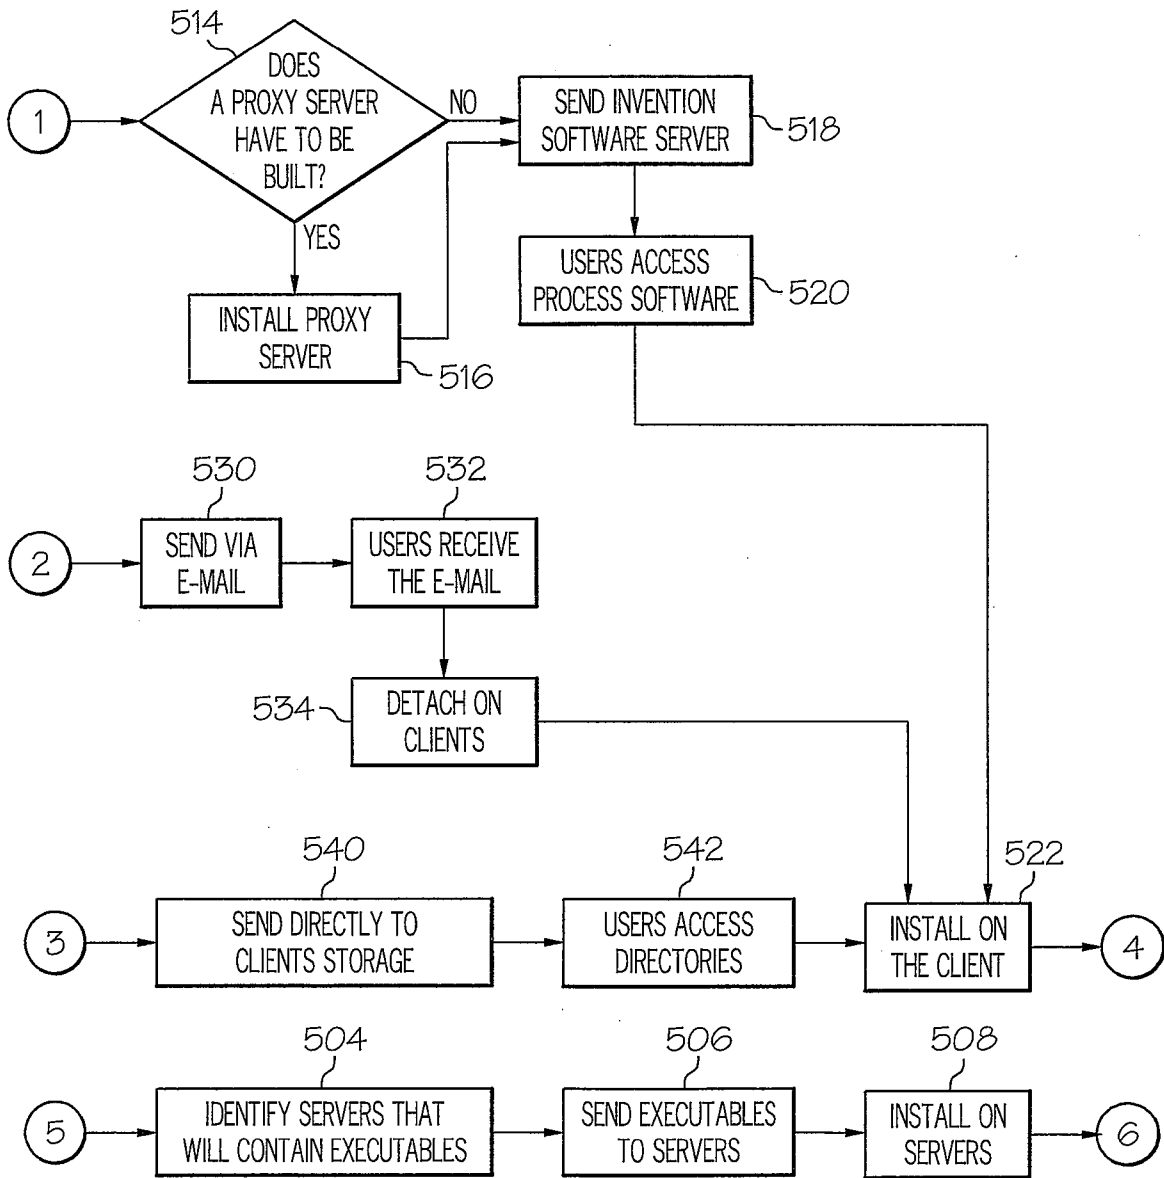 514
DOES
A PROXY SERVER
HAVE TO BE
BUILT?
1
NO
YES
SEND INVENTION
SOFTWARE SERVER
518
INSTALL PROXY
SERVER
516
USERS ACCESS
PROCESS SOFTWARE
520
2
530
SEND VIA
E-MAIL
532
USERS RECEIVE
THE E-MAIL
534
DETACH ON
CLIENTS
3
540
SEND DIRECTLY TO
CLIENTS STORAGE
542
USERS ACCESS
DIRECTORIES
522
INSTALL ON
THE CLIENT
4
5
504
IDENTIFY SERVERS THAT
WILL CONTAIN EXECUTABLES
506
SEND EXECUTABLES
TO SERVERS
508
INSTALL ON
SERVERS
6